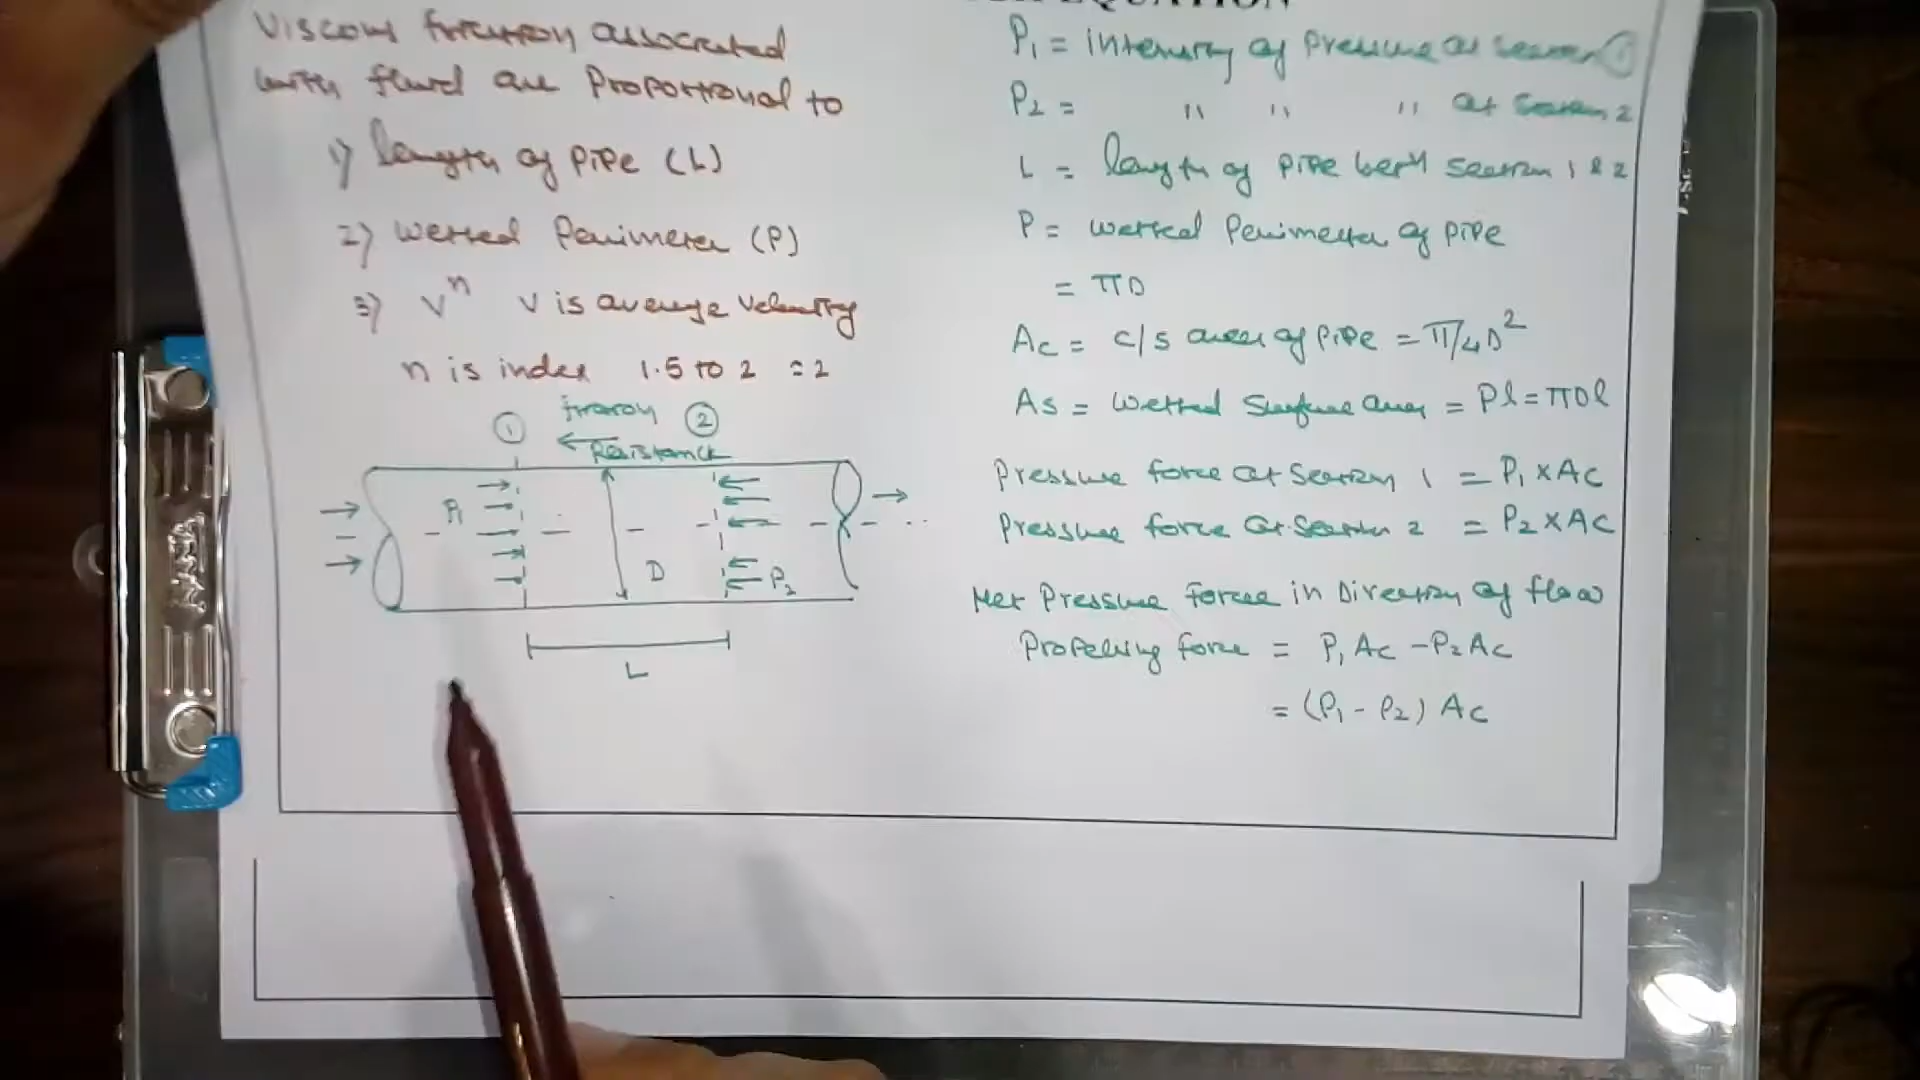 EQUATION
Viscous friction associated
with fluid are Proportional to
1) length of pipe (L)
2) wetted Perimeter (P)
3) V^n V is average Velocity
n is index 1.5 to 2 = 2
① friction ②
Resistance
P1
D
P2
L
P1 = intensity of Pressure at Section ①
P2 = " " " at Section 2
L = length of pipe betn section 1 & 2
P = wetted Perimeter of pipe
= πD
Ac = c/s area of pipe = π/4 D²
As = wetted Surface area = Pl = πDl
Pressure force at Section 1 = P1 × Ac
Pressure force at Section 2 = P2 × Ac
Net Pressure force in Direction of flow
Propelling force = P1 Ac - P2 Ac
= (P1 - P2) Ac